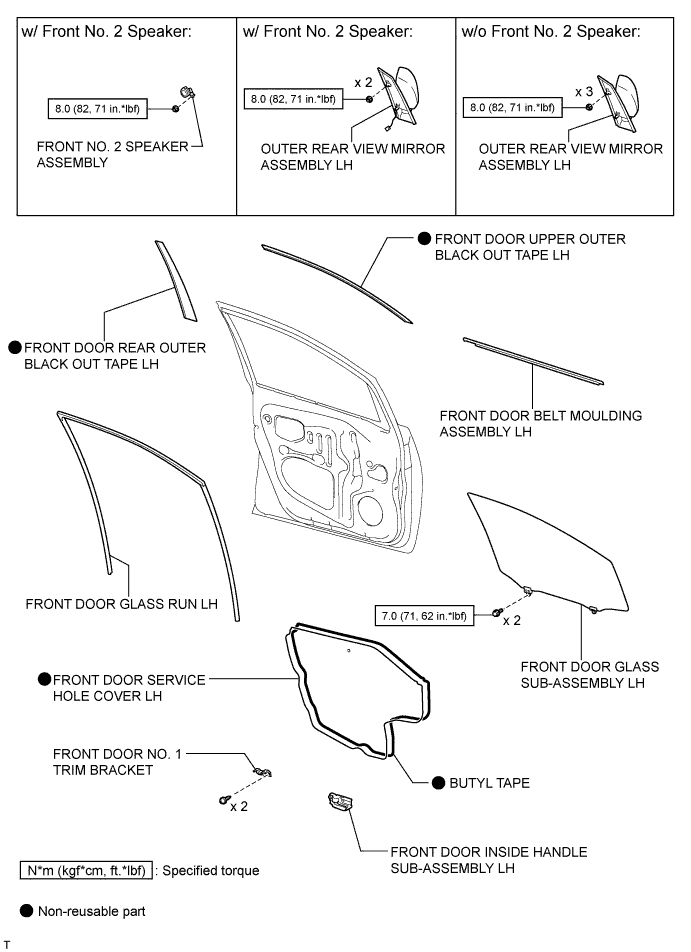 w/ Front No. 2 Speaker:
8.0 (82, 71 in.*lbf)
FRONT NO. 2 SPEAKER
ASSEMBLY
w/ Front No. 2 Speaker:
x 2
8.0 (82, 71 in.*lbf)
OUTER REAR VIEW MIRROR
ASSEMBLY LH
w/o Front No. 2 Speaker:
x 3
8.0 (82, 71 in.*lbf)
OUTER REAR VIEW MIRROR
ASSEMBLY LH
FRONT DOOR UPPER OUTER
BLACK OUT TAPE LH
FRONT DOOR REAR OUTER
BLACK OUT TAPE LH
FRONT DOOR BELT MOULDING
ASSEMBLY LH
FRONT DOOR GLASS RUN LH
7.0 (71, 62 in.*lbf)
x 2
FRONT DOOR GLASS
SUB-ASSEMBLY LH
FRONT DOOR SERVICE
HOLE COVER LH
FRONT DOOR NO. 1
TRIM BRACKET
x 2
BUTYL TAPE
FRONT DOOR INSIDE HANDLE
SUB-ASSEMBLY LH
N*m (kgf*cm, ft.*lbf) : Specified torque
Non-reusable part
T